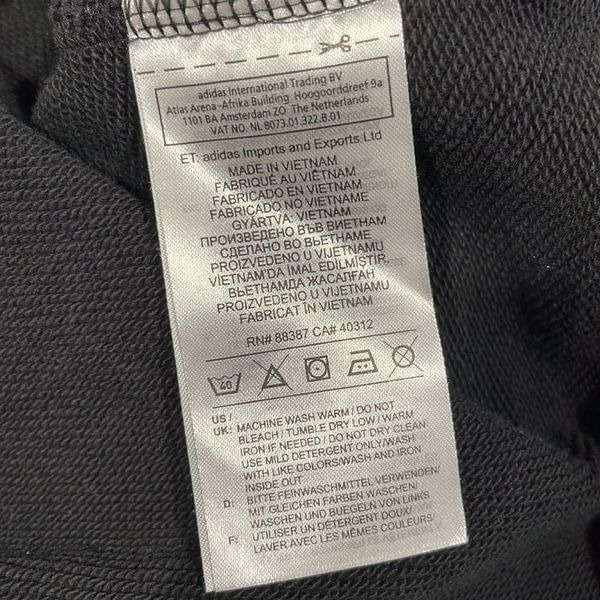 adidas International Trading BV
Atlas Arena -Afrika Building Hoogoorddreef 9a
1101 BA Amsterdam ZO The Netherlands
VAT NO. NL 8073.01.322.B.01
ET: adidas Imports and Exports Ltd
MADE IN VIETNAM
FABRIQUÉ AU VIÊTNAM
FABRICADO EN VIETNAM
FABRICADO NO VIETNAME
GYÁRTVA: VIETNÁM
ПРОИЗВЕДЕНО ВЪВ ВИЕТНАМ
СДЕЛАНО ВО ВЬЕТНАМЕ
PROIZVEDENO U VIJETNAMU
VİETNAM'DA İMAL EDİLMİŞTİR.
ВЬЕТНАМДА ЖАСАЛҒАН
PROIZVEDENO U VIJETNAMU
FABRICAT ÎN VIETNAM
RN# 88387 CA# 40312
40
US /
UK: MACHINE WASH WARM / DO NOT
BLEACH / TUMBLE DRY LOW / WARM
IRON IF NEEDED / DO NOT DRY CLEAN
USE MILD DETERGENT ONLY/WASH
WITH LIKE COLORS/WASH AND IRON
INSIDE OUT
D: BITTE FEINWASCHMITTEL VERWENDEN/
MIT GLEICHEN FARBEN WASCHEN/
WASCHEN UND BUEGELN VON LINKS
F: UTILISER UN DÉTERGENT DOUX/
LAVER AVEC LES MÊMES COULEURS/